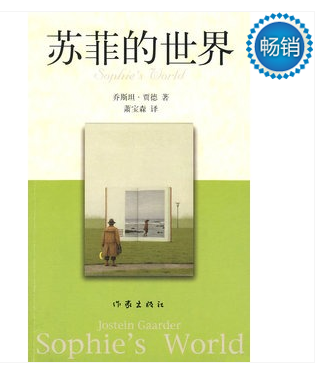 苏菲的世界
畅销
Sophie's World
乔斯坦·贾德 著
萧宝森 译
作家出版社
Jostein Gaarder
Sophie's World